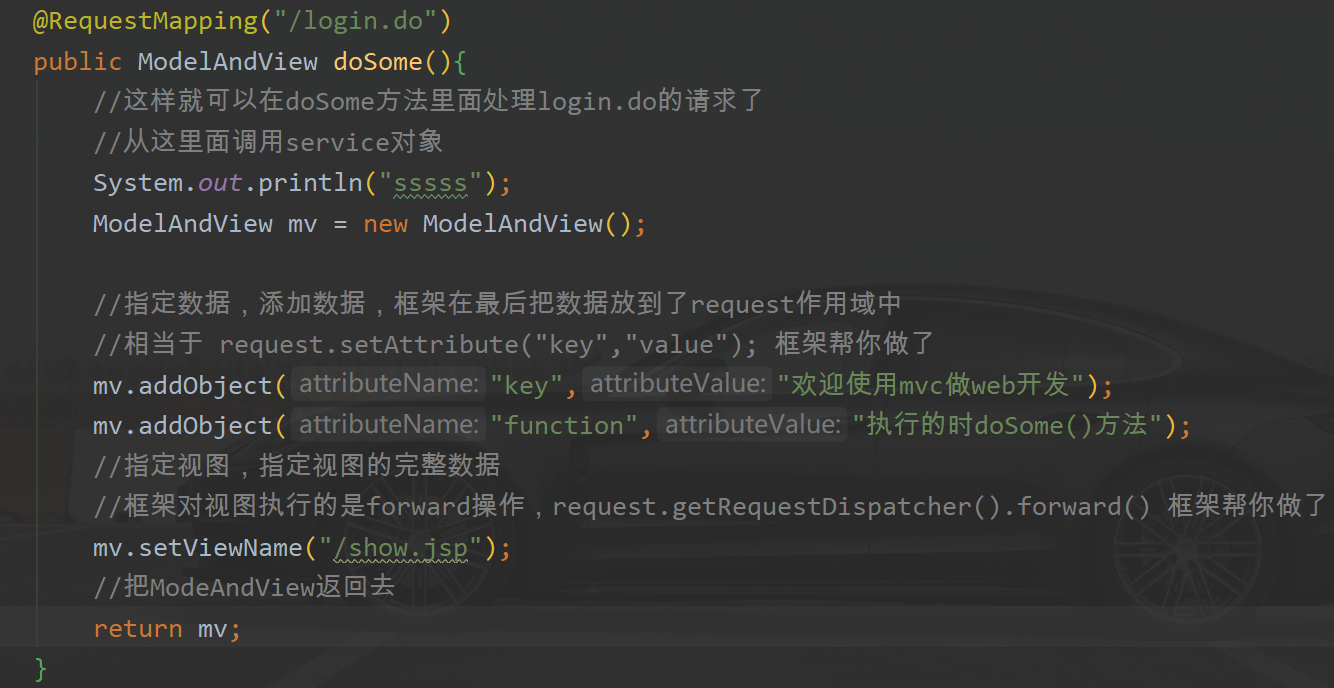 @RequestMapping("/login.do")
public ModelAndView doSome(){
//这样就可以在doSome方法里面处理login.do的请求了
//从这里面调用service对象
System.out.println("sssss");
ModelAndView mv = new ModelAndView();
//指定数据，添加数据，框架在最后把数据放到了request作用域中
//相当于 request.setAttribute("key","value"); 框架帮你做了
mv.addObject( attributeName: "key", attributeValue: "欢迎使用mvc做web开发");
mv.addObject( attributeName: "function", attributeValue: "执行的时doSome()方法");
//指定视图，指定视图的完整数据
//框架对视图执行的是forward操作，request.getRequestDispatcher().forward() 框架帮你做了
mv.setViewName("/show.jsp");
//把ModeAndView返回去
return mv;
}